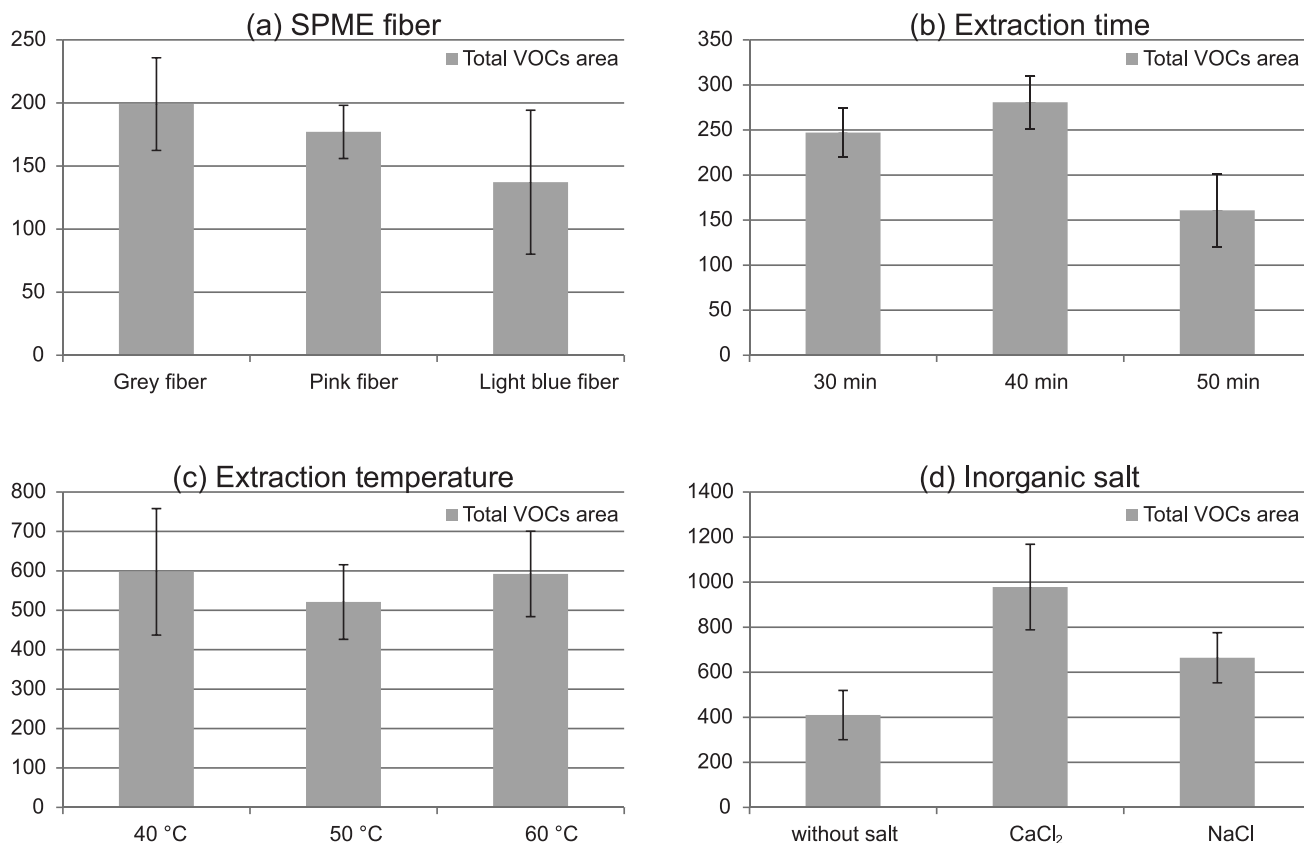 (a) SPME fiber
250
200
150
100
50
0
Total VOCs area
Grey fiber
Pink fiber
Light blue fiber
(b) Extraction time
350
300
250
200
150
100
50
0
Total VOCs area
30 min
40 min
50 min
(c) Extraction temperature
800
700
600
500
400
300
200
100
0
Total VOCs area
40 °C
50 °C
60 °C
(d) Inorganic salt
1400
1200
1000
800
600
400
200
0
Total VOCs area
without salt
CaCl₂
NaCl